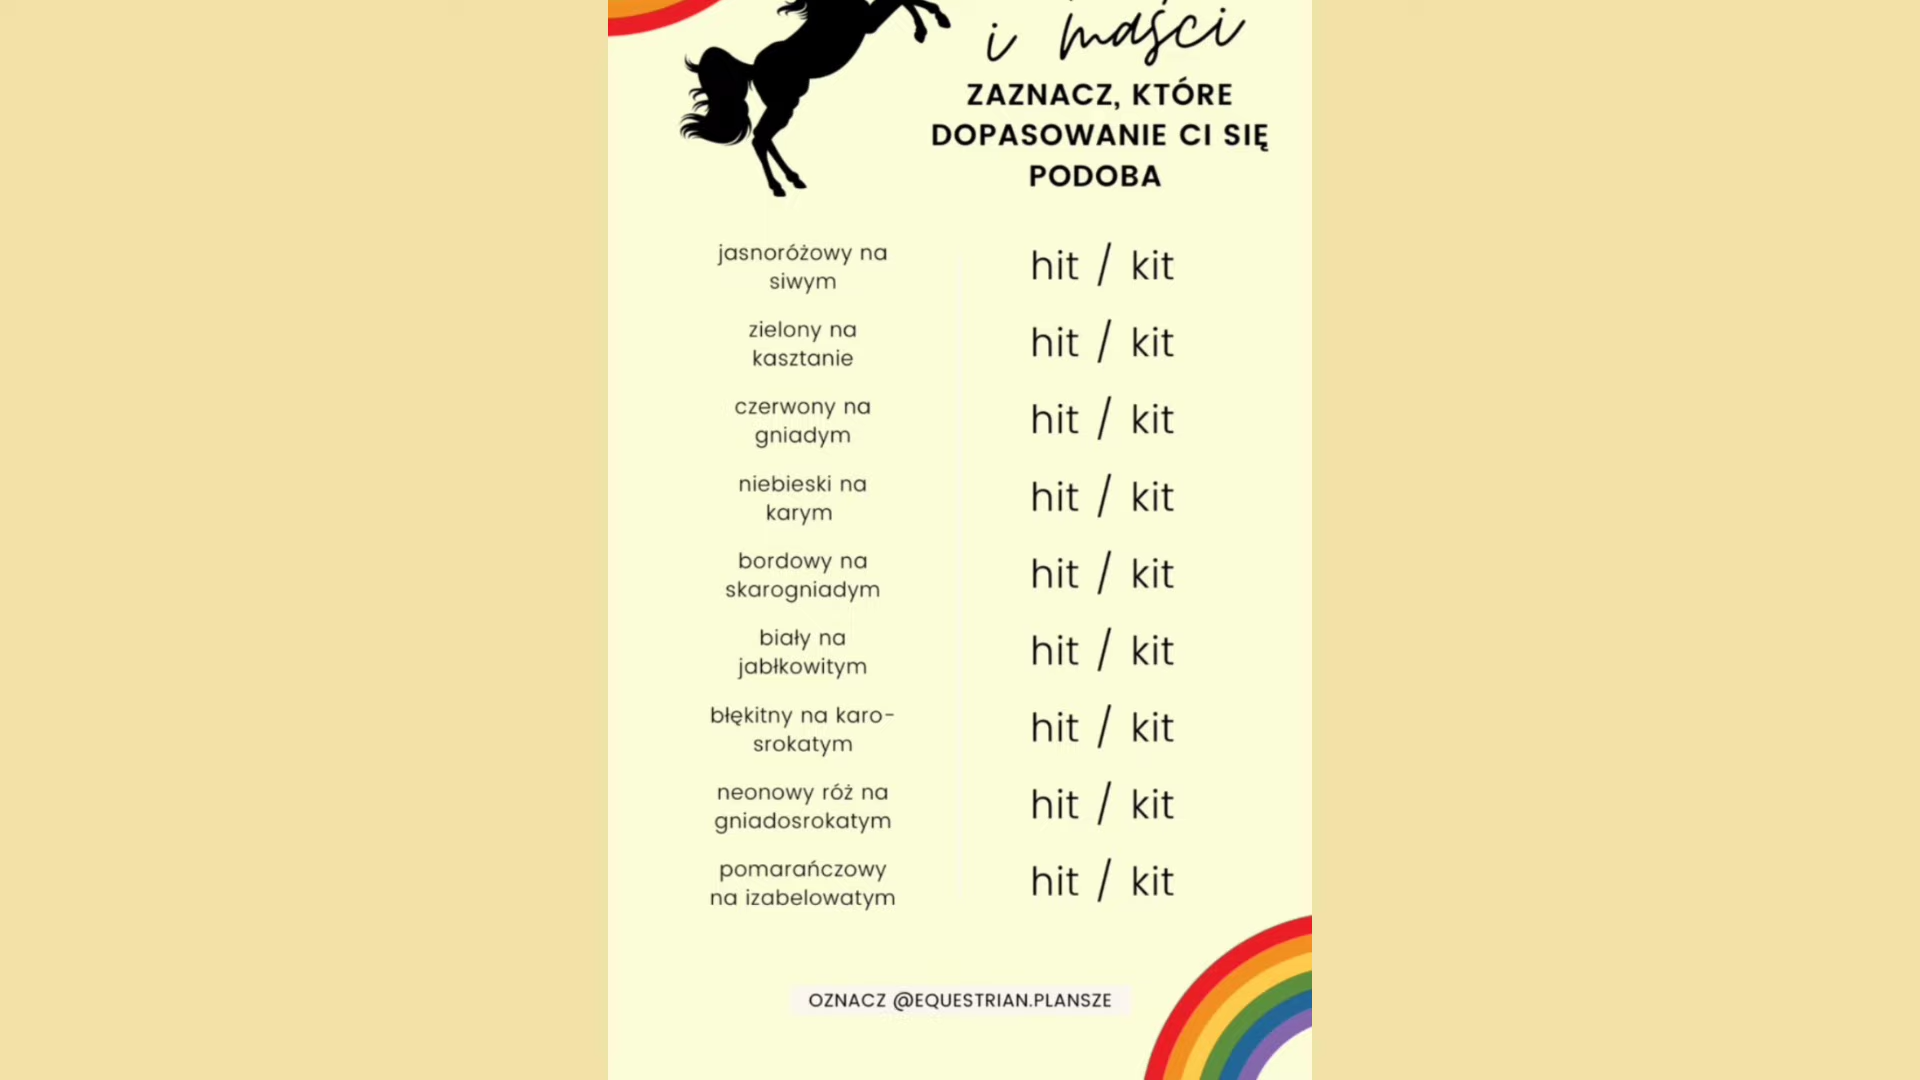 i maści
ZAZNACZ, KTÓRE
DOPASOWANIE CI SIĘ
PODOBA
jasnoróżowy na
siwym
hit / kit
zielony na
kasztanie
hit / kit
czerwony na
gniadym
hit / kit
niebieski na
karym
hit / kit
bordowy na
skarogniadym
hit / kit
biały na
jabłkowitym
hit / kit
błękitny na karo-
srokatym
hit / kit
neonowy róż na
gniadosrokatym
hit / kit
pomarańczowy
na izabelowatym
hit / kit
OZNACZ @EQUESTRIAN.PLANSZE